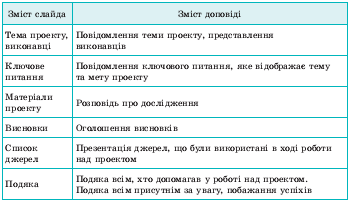 Зміст слайда
Зміст доповіді
Тема проекту,
виконавці
Повідомлення теми проекту, представлення
виконавців
Ключове
питання
Повідомлення ключового питання, яке відображає тему
та мету проекту
Матеріали
проекту
Розповідь про дослідження
Висновки
Оголошення висновків
Список
джерел
Презентація джерел, що були використані в ході роботи
над проектом
Подяка
Подяка всім, хто допомагав у роботі над проектом.
Подяка всім присутнім за увагу, побажання успіхів